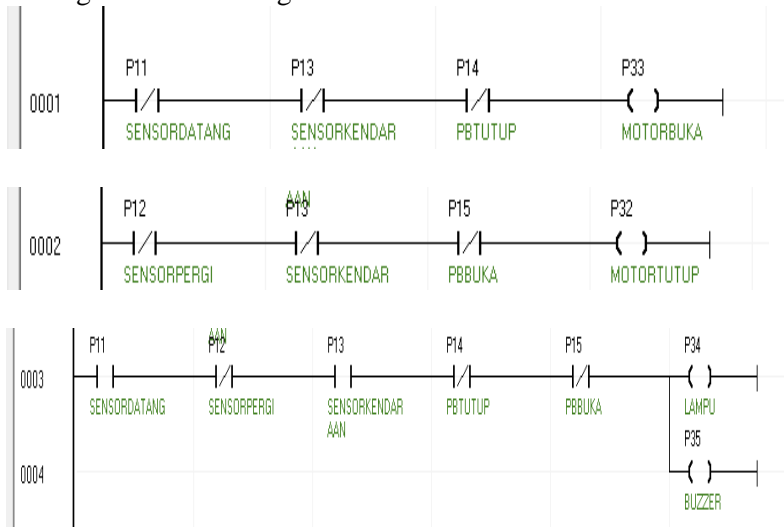 P11 P13 P14 P33
0001
SENSORDATANG SENSORKENDAR PBTUTUP MOTORBUKA
AAN
P12 P13 P15 P32
0002
SENSORPERGI SENSORKENDAR PBBUKA MOTORTUTUP
AAN
P11 P12 P13 P14 P15 P34
0003
SENSORDATANG SENSORPERGI SENSORKENDAR PBTUTUP PBBUKA LAMPU
AAN
P35
0004
BUZZER